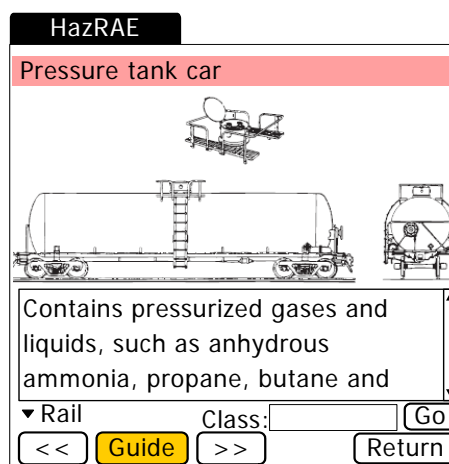 HazRAE
Pressure tank car
Contains pressurized gases and
liquids, such as anhydrous
ammonia, propane, butane and
Rail Class: Go
<< Guide >> Return